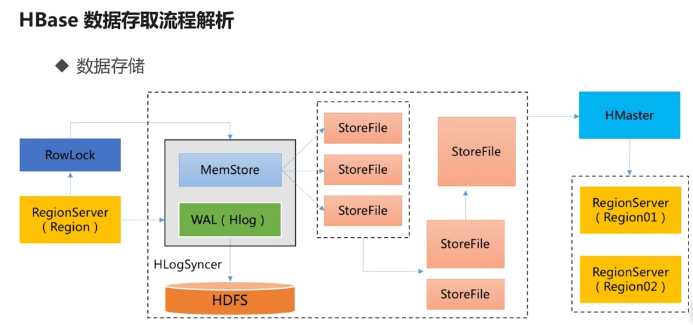 HBase 数据存取流程解析
◆ 数据存储
RowLock
RegionServer
（Region）
MemStore
WAL（Hlog）
HLogSyncer
HDFS
StoreFile
StoreFile
StoreFile
StoreFile
StoreFile
StoreFile
HMaster
RegionServer
（Region01）
RegionServer
（Region02）